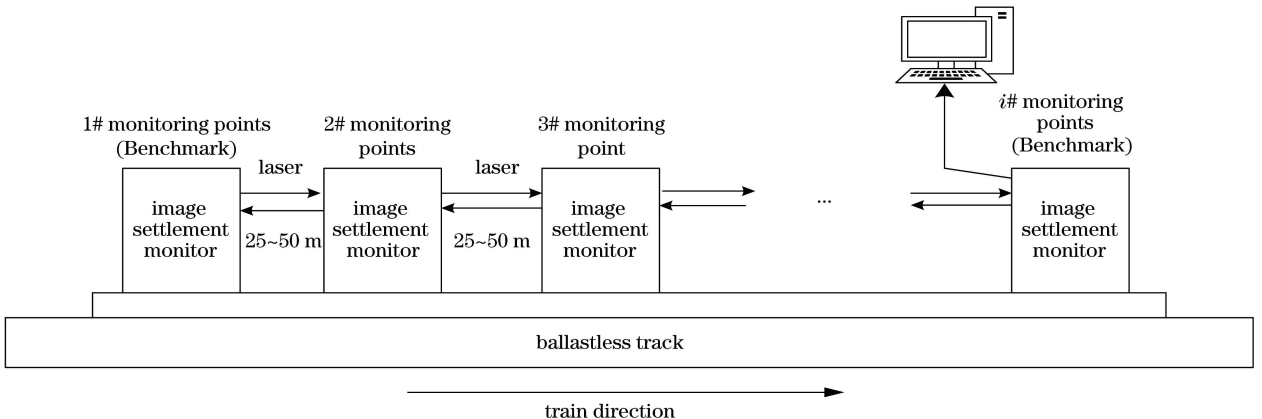 1# monitoring points
(Benchmark)
2# monitoring
points
3# monitoring
point
i# monitoring
points
(Benchmark)
laser
laser
image
settlement
monitor
25~50 m
image
settlement
monitor
25~50 m
image
settlement
monitor
...
image
settlement
monitor
ballastless track
train direction